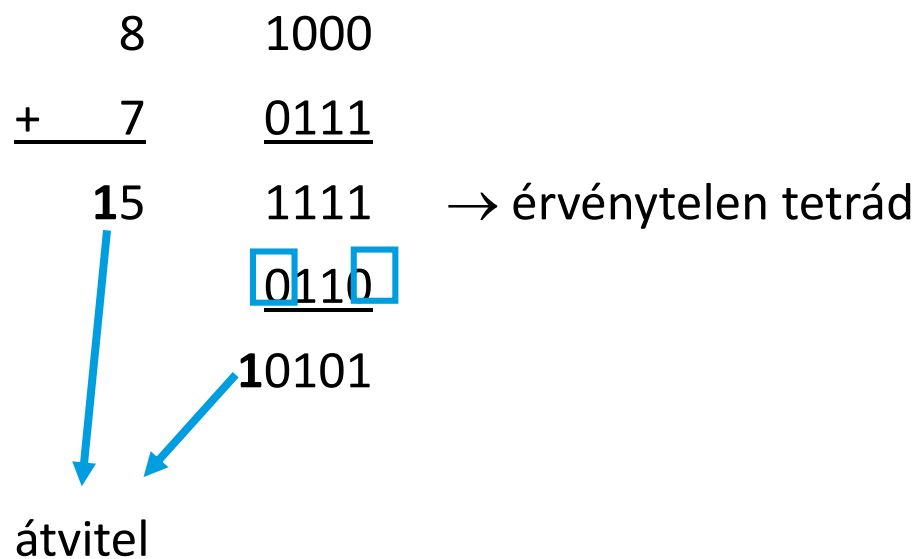 8 1000
+ 7 0111
15 1111 → érvénytelen tetrád
0110
10101
átvitel